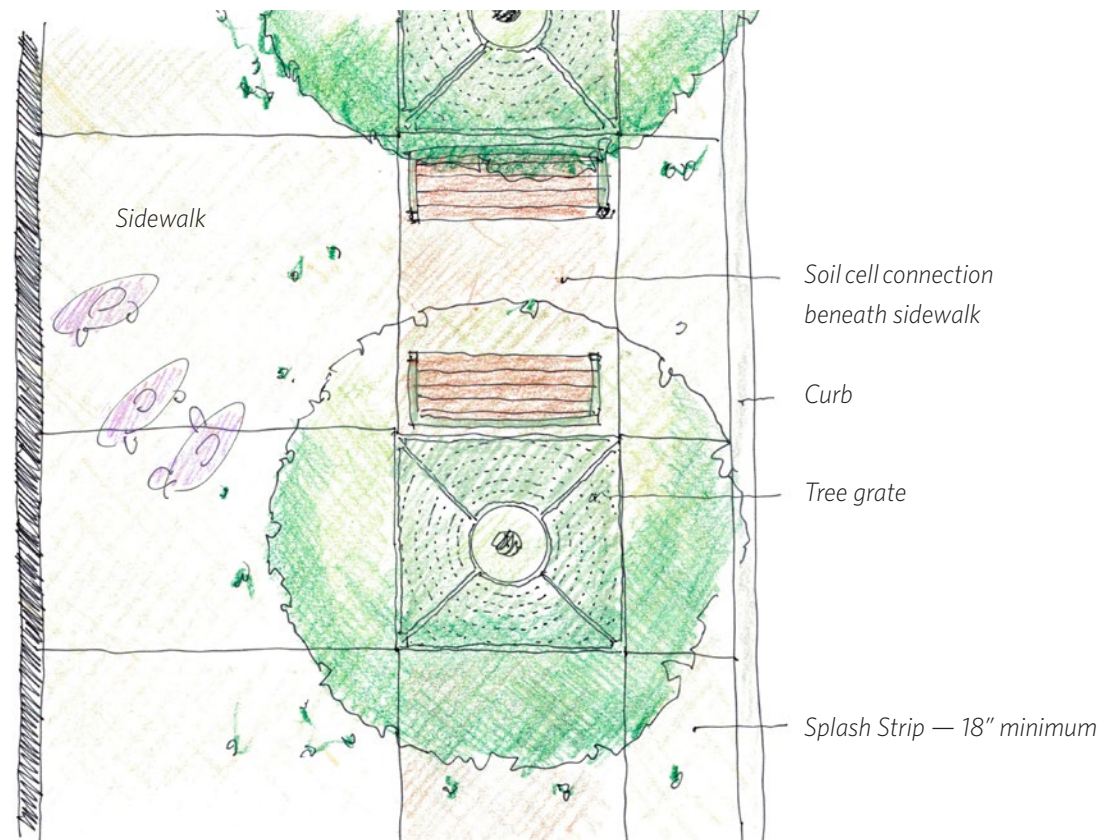 Sidewalk
Soil cell connection
beneath sidewalk
Curb
Tree grate
Splash Strip — 18” minimum